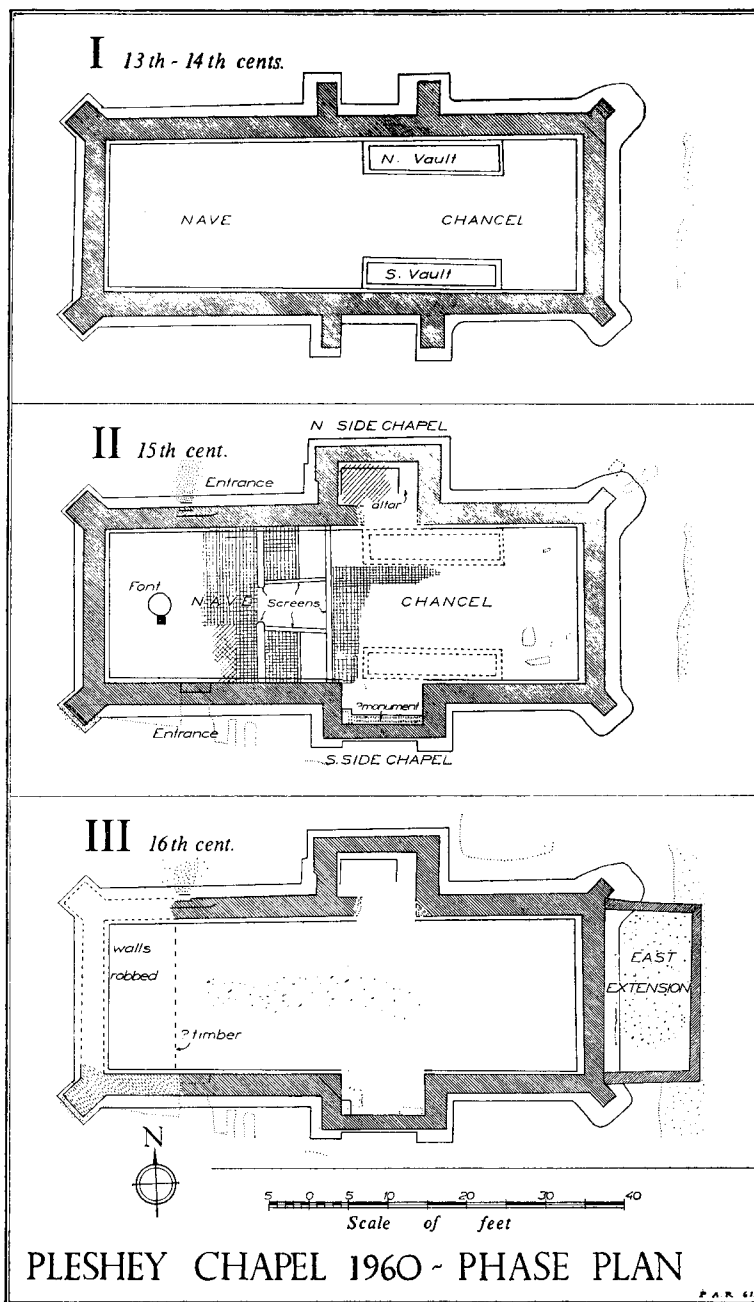 I 13th - 14th cents.
N. Vault
NAVE
CHANCEL
S. Vault
N SIDE CHAPEL
II 15th cent.
Entrance
altar
Font
NAVE
Screens
CHANCEL
?monument
Entrance
S. SIDE CHAPEL
III 16th cent.
walls
robbed
EAST
EXTENSION
? timber
N
5 0 5 10 20 30 40
Scale of feet
PLESHEY CHAPEL 1960 - PHASE PLAN